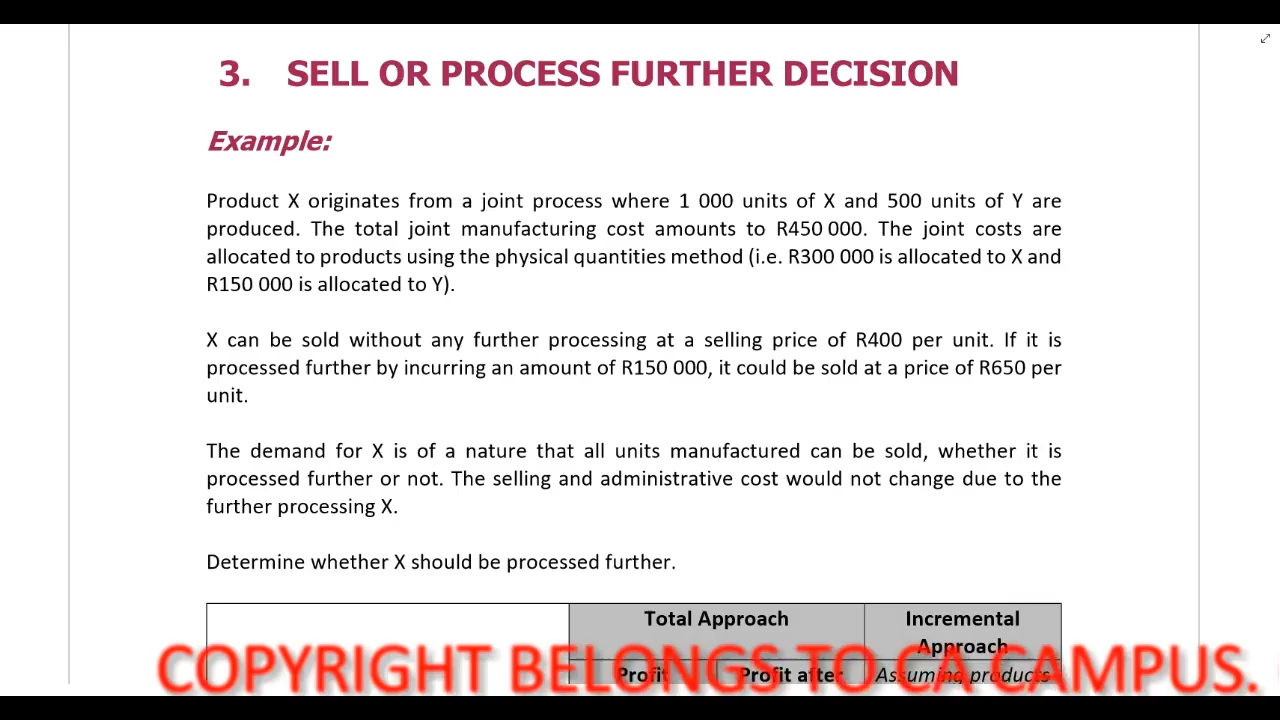 3. SELL OR PROCESS FURTHER DECISION
Example:
Product X originates from a joint process where 1 000 units of X and 500 units of Y are
produced. The total joint manufacturing cost amounts to R450 000. The joint costs are
allocated to products using the physical quantities method (i.e. R300 000 is allocated to X and
R150 000 is allocated to Y).
X can be sold without any further processing at a selling price of R400 per unit. If it is
processed further by incurring an amount of R150 000, it could be sold at a price of R650 per
unit.
The demand for X is of a nature that all units manufactured can be sold, whether it is
processed further or not. The selling and administrative cost would not change due to the
further processing X.
Determine whether X should be processed further.
Total Approach
Incremental
Approach
Profit
Profit after
Assuming products
COPYRIGHT BELONGS TO CA CAMPUS.